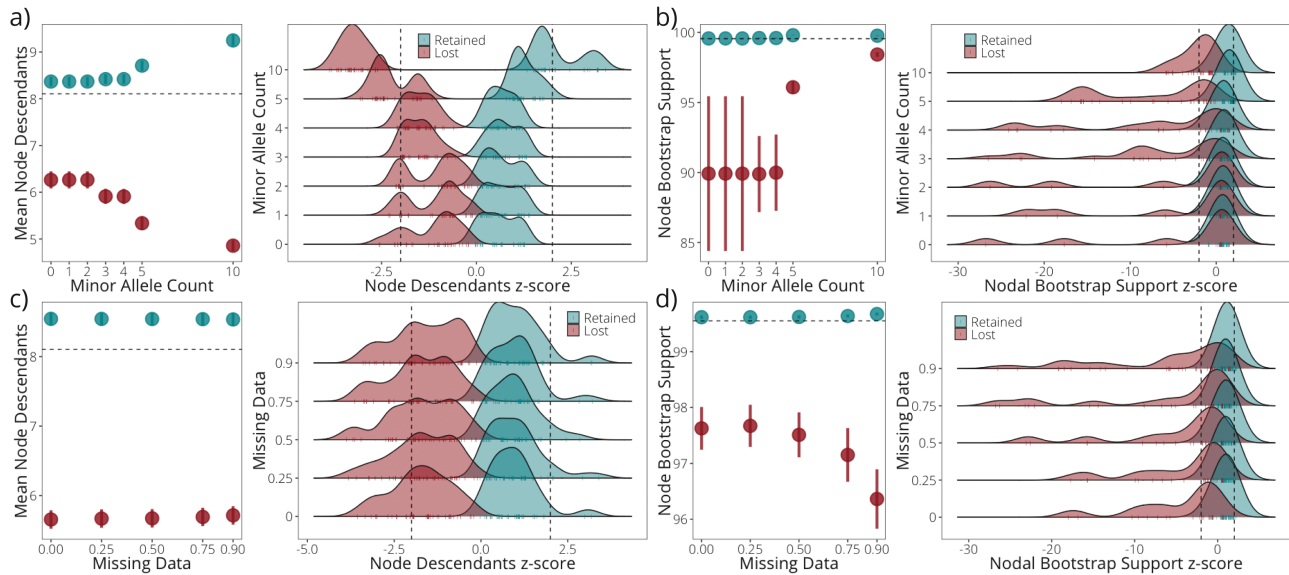 a)
Mean Node Descendants
9
8
7
6
5
0 1 2 3 4 5 10
Minor Allele Count
Retained
Lost
Minor Allele Count
10
5
4
3
2
1
0
-2.5 0.0 2.5
Node Descendants z-score
b)
Node Bootstrap Support
100
95
90
85
0 1 2 3 4 5 10
Minor Allele Count
Retained
Lost
Minor Allele Count
10
5
4
3
2
1
0
-30 -20 -10 0
Nodal Bootstrap Support z-score
c)
Mean Node Descendants
8
7
6
0.00 0.25 0.50 0.75 0.90
Missing Data
Retained
Lost
Missing Data
0.9
0.75
0.5
0.25
0
-5.0 -2.5 0.0 2.5
Node Descendants z-score
d)
Node Bootstrap Support
99
98
97
96
0.00 0.25 0.50 0.75 0.90
Missing Data
Retained
Lost
Missing Data
0.9
0.75
0.5
0.25
0
-30 -20 -10 0
Nodal Bootstrap Support z-score